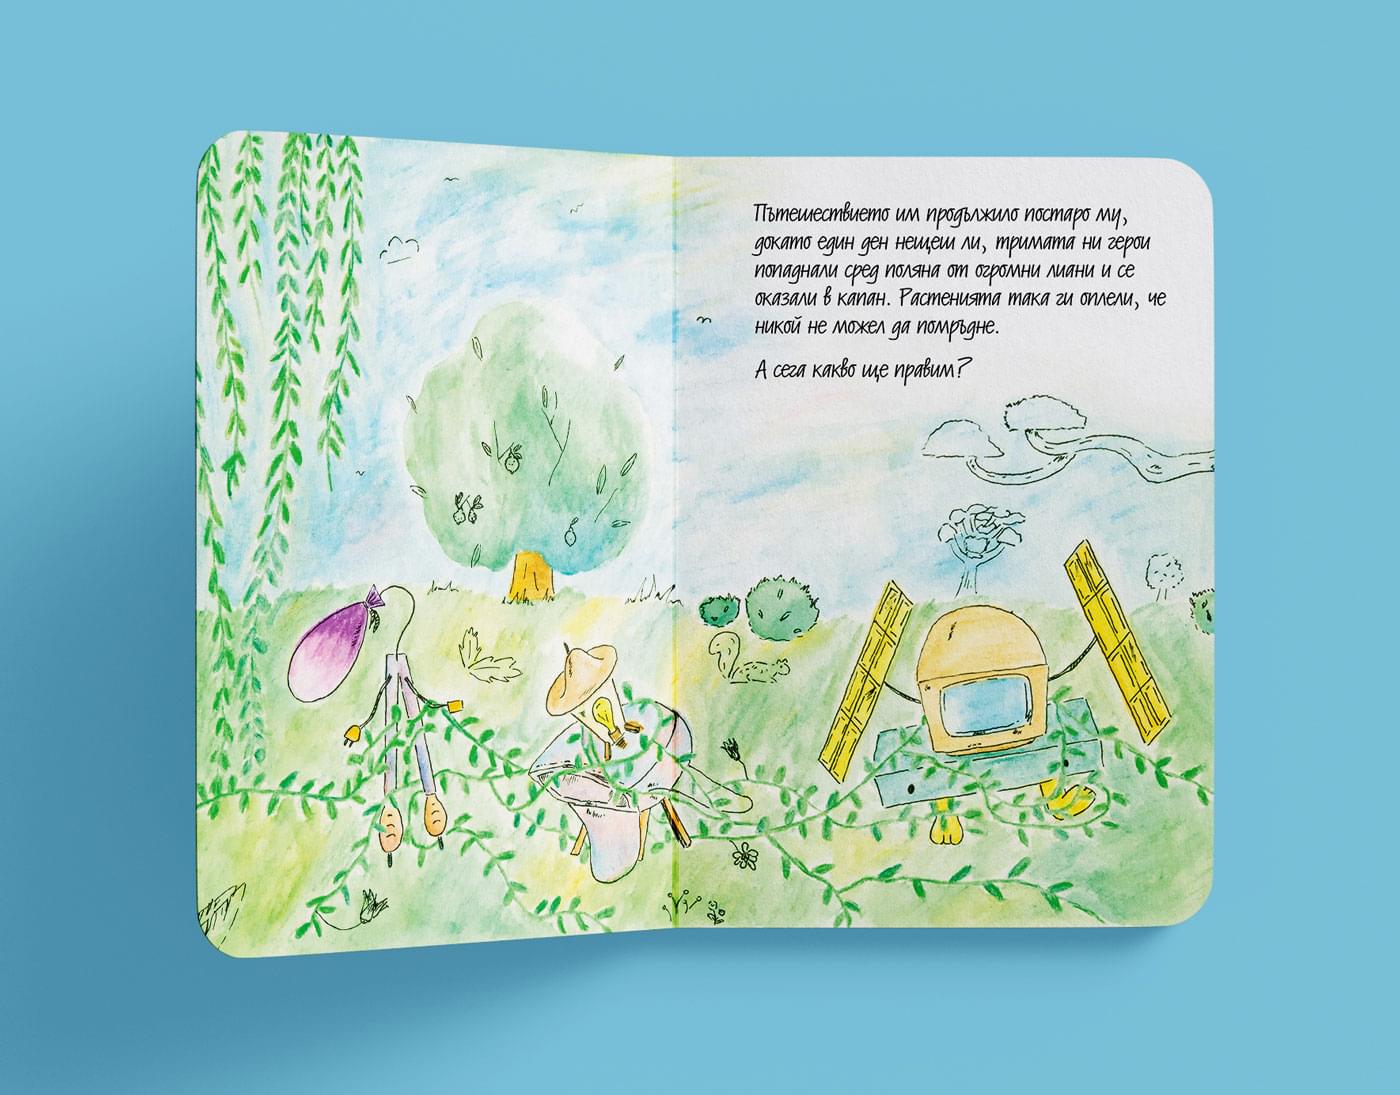 Пътешествието им продължило постаро му,
докато един ден нещеш ли, тримата ни герои
попаднали сред поляна от огромни лиани и се
оказали в капан. Растенията така ги оплели, че
никой не можел да помръдне.
А сега какво ще правим?